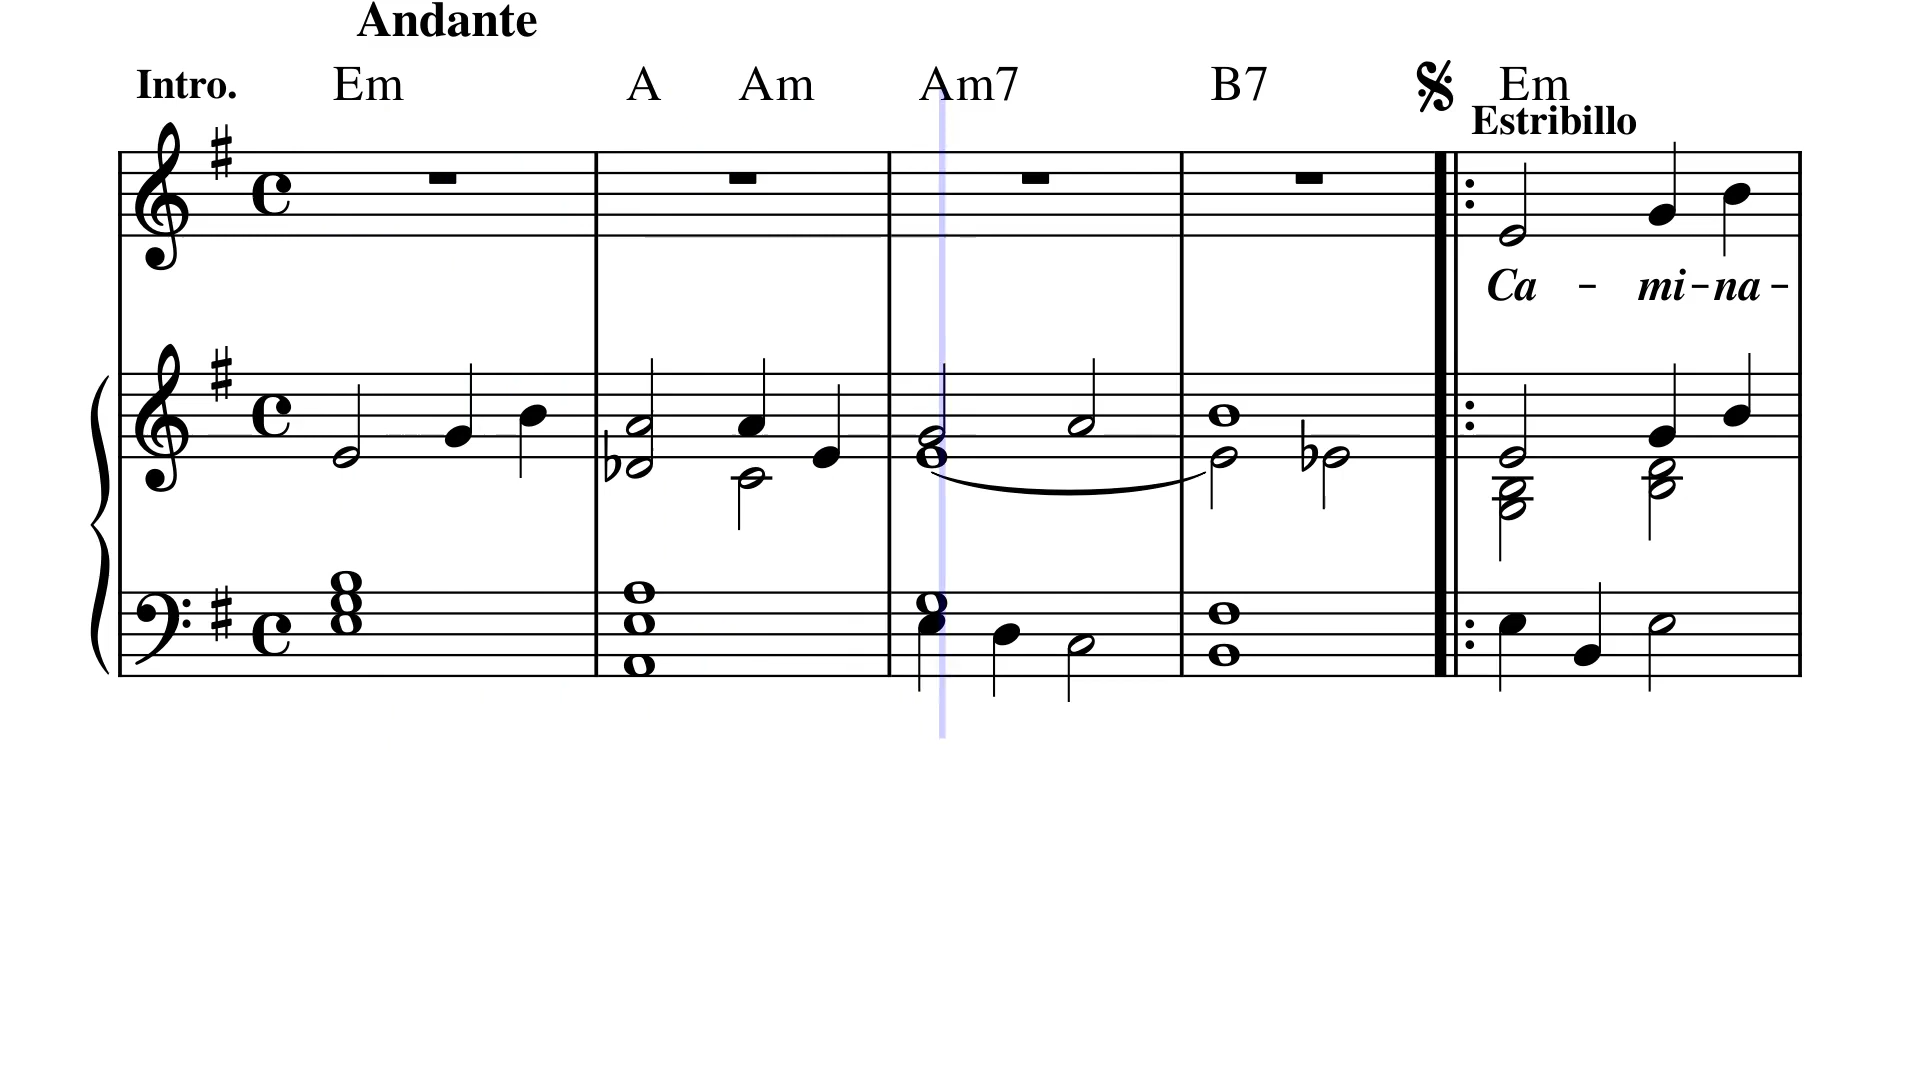 Andante
Intro. Em A Am Am7 B7 Em
Estribillo
Ca - mi - na -